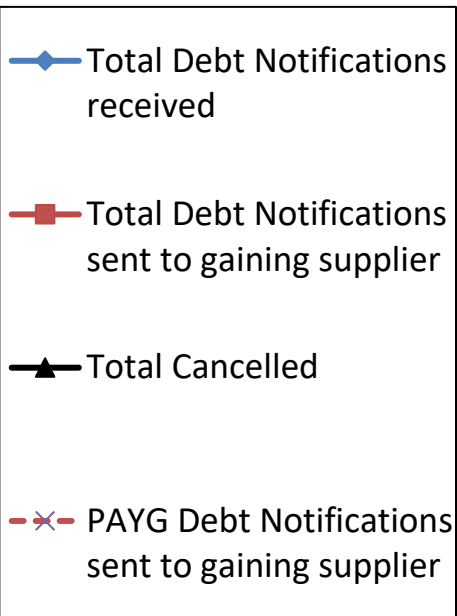 Total Debt Notifications
received
Total Debt Notifications
sent to gaining supplier
Total Cancelled
PAYG Debt Notifications
sent to gaining supplier